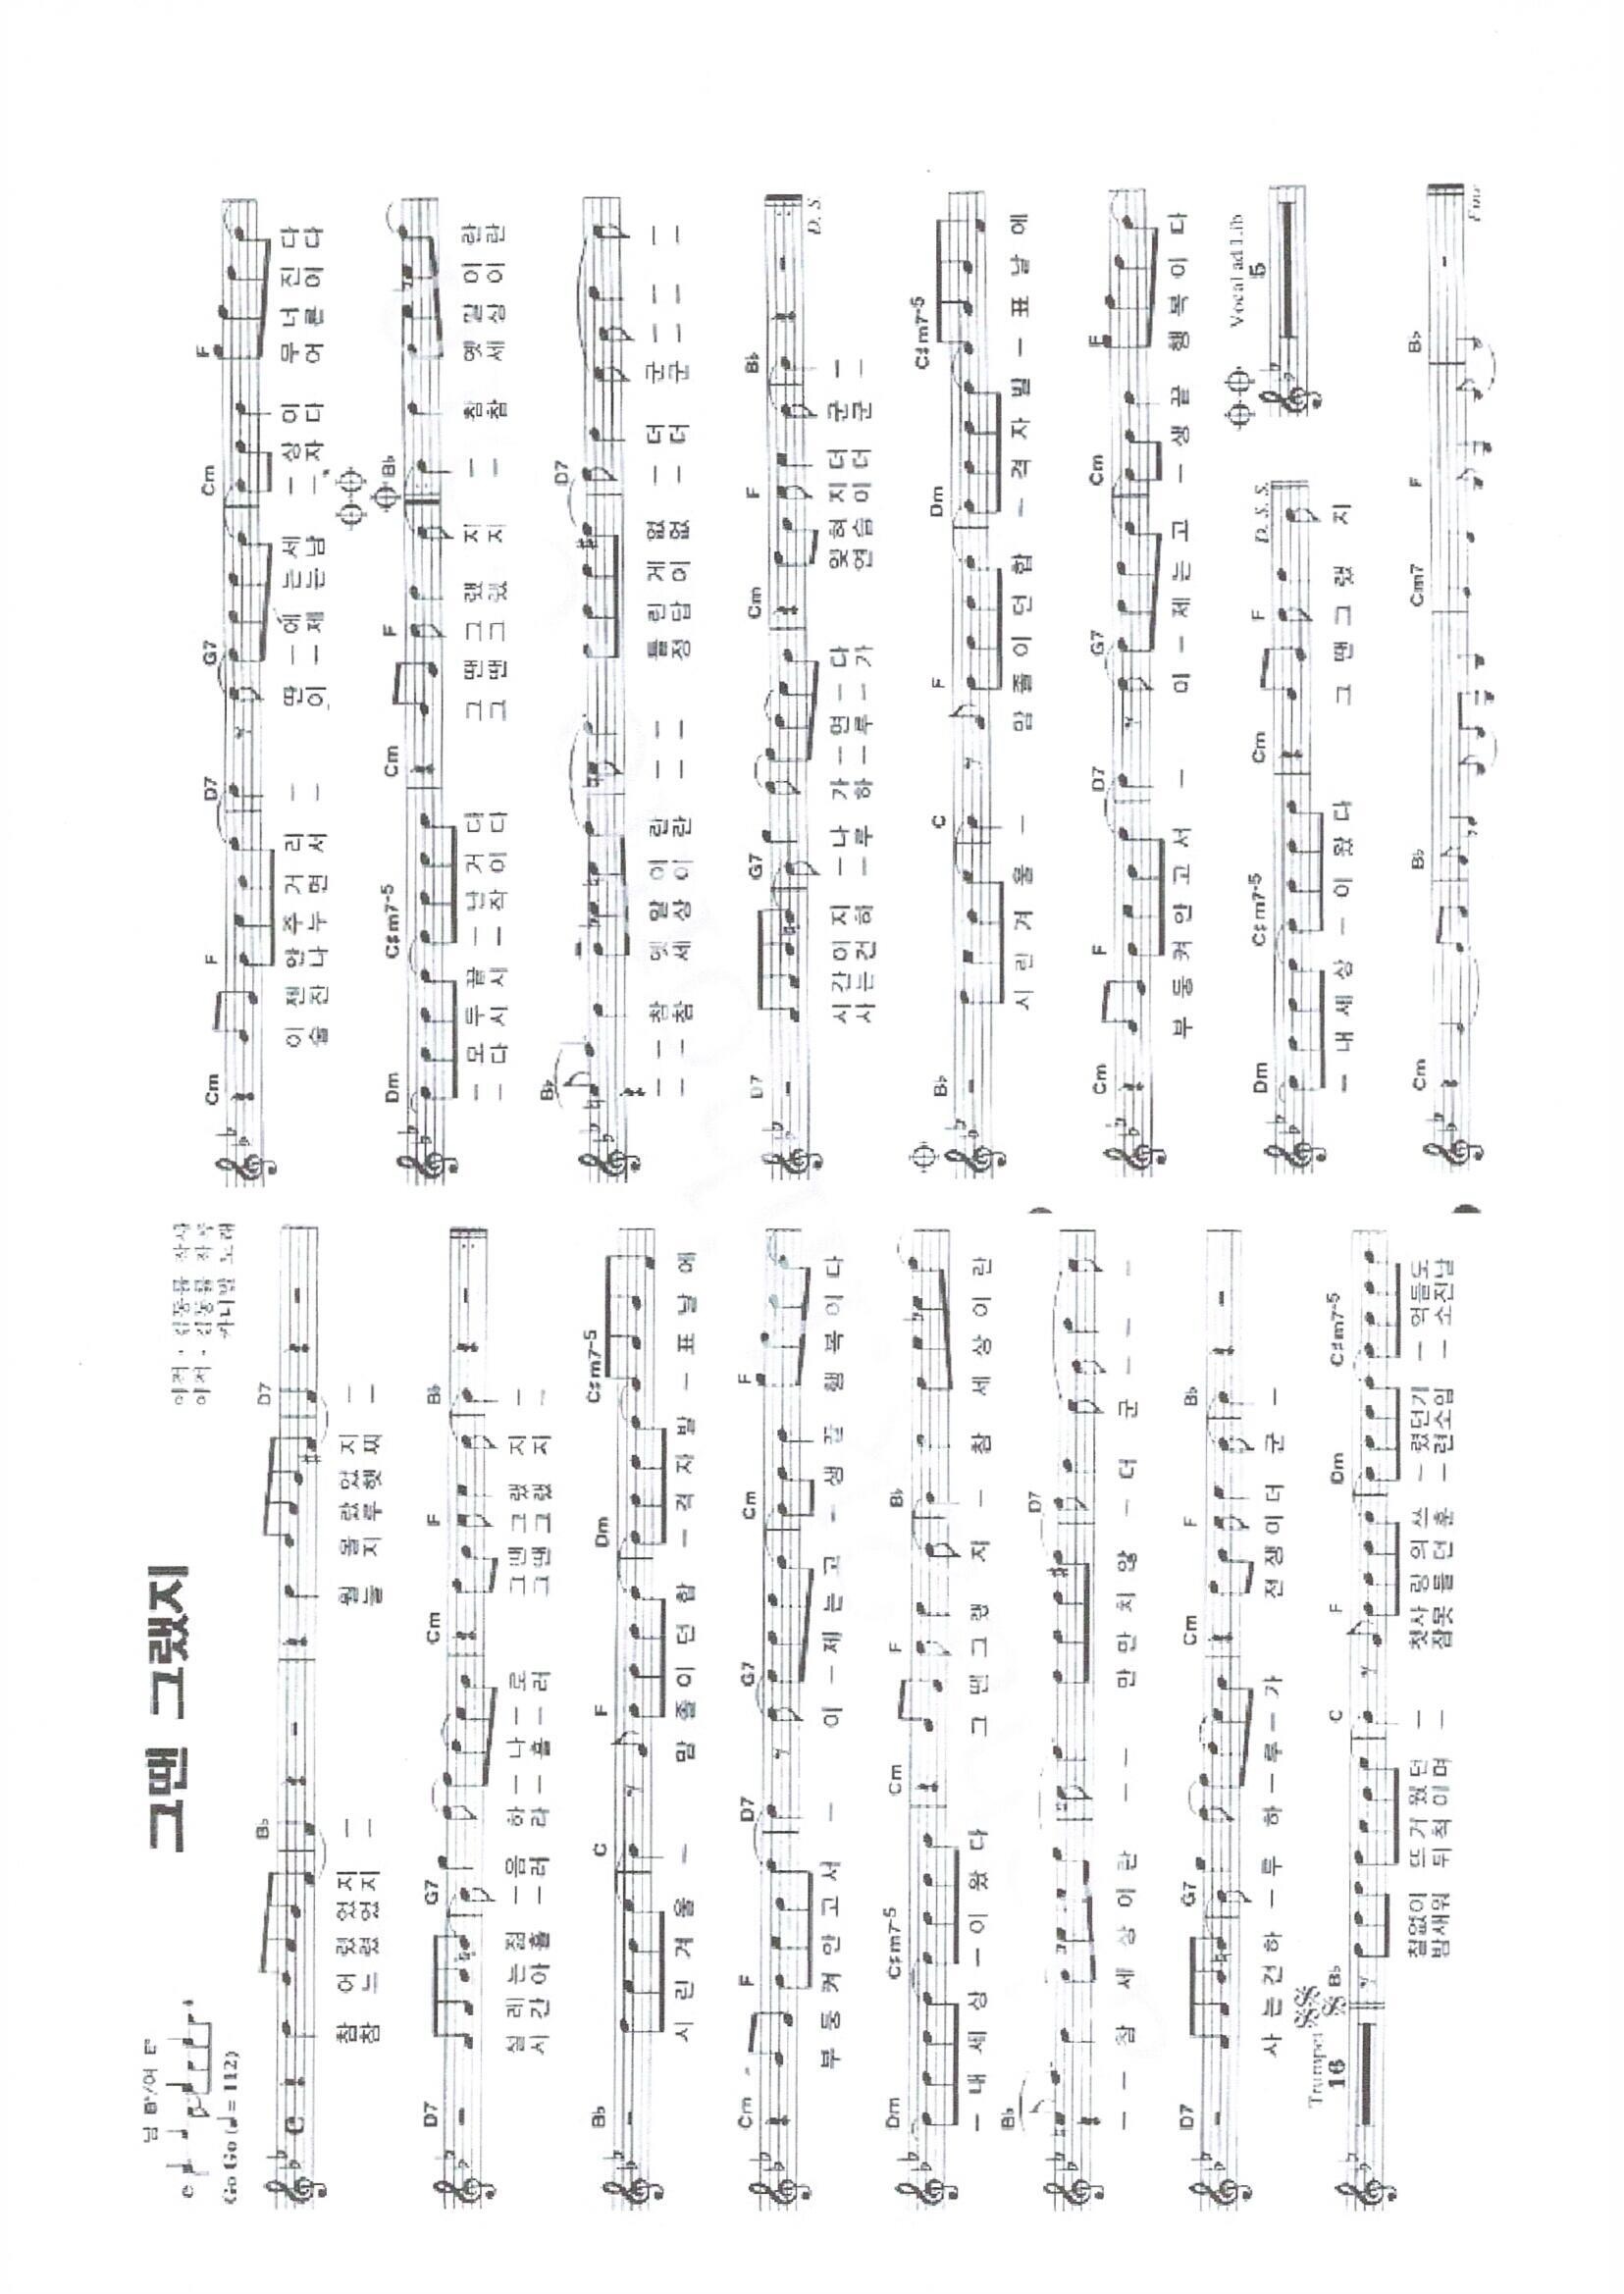 남 B♭/여 E♭
그땐 그랬지
이적 · 김동률 작사
이적 · 김동률 작곡
카니발 노래
Go Go (♩= 112)
B♭ D7
참 어렸었지 – 뭘 몰랐었지 –
참 느렸었지 – 늘 지루했찌 –
D7 G7 Cm F B♭
설레는젊 –음 하–나–로 그땐그랬 지 –
시간아흘 –러 라–흘–러 그땐그랬 지 –
B♭ C F Dm C♯m7-5
시린겨울 – 맘졸이던합 –격자발 –표날에
Cm F D7 G7 Cm F
부둥켜안고서 – 이–제는고 –생끝 행복이다
Dm C♯m7-5 Cm F B♭
–내세상 –이왔다 그땐그랬 지 – 참 세상이란
B♭ D7
– – 참 세상이란 – – 만만치않 –더 군– – –
D7 G7 Cm F B♭
사는건하 –루 하–루–가 전쟁이더 군 –
Trumpet
16 B♭ C F Dm C♯m7-5
철없이 뜨거웠던 – 첫사랑의쓰 –렸던기 –억들도
밤새워 뒤척이며 – 잠못들던훈 –련소입 –소진날
Cm F D7 G7 Cm F
이젠안주거리 – 딴–에는세 –상이 무너진다
술잔나누면서 – 이–제는남 –자다 어른이다
Dm C♯m7-5 Cm F B♭
–모두끝 –난거다 그땐그랬 지 – 참 옛말이란
–다시시 –작이다 그땐그랬 지 – 참 세상이란
B♭ D7
– – 참 옛말이란 – – 틀린게없 –더 군– – –
– – 참 세상이란 – – 정답이없 –더 군– – –
D7 G7 Cm F B♭
D. S.
시간이지 –나 가–면–다 잊혀지더 군 –
사는건하 –루 하–루–가 연습이더 군 –
B♭ C F Dm C♯m7-5
시린겨울 – 맘졸이던합 –격자발 –표날에
Cm F D7 G7 Cm F
부둥켜안고서 – 이–제는고 –생끝 행복이다
Vocal ad Lib
Dm C♯m7-5 Cm F D. S. S. 5
–내세상 –이왔다 그땐그랬 지
Cm B♭ Cm7 F B♭
Fine